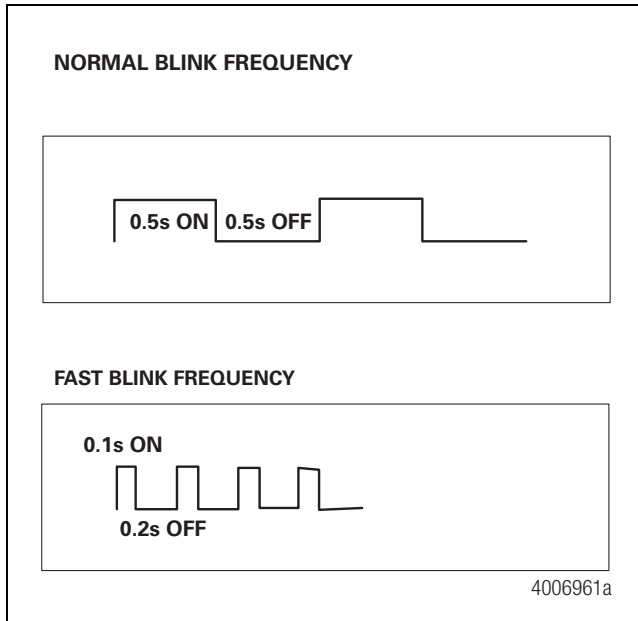 NORMAL BLINK FREQUENCY
0.5s ON 0.5s OFF
FAST BLINK FREQUENCY
0.1s ON
0.2s OFF
4006961a